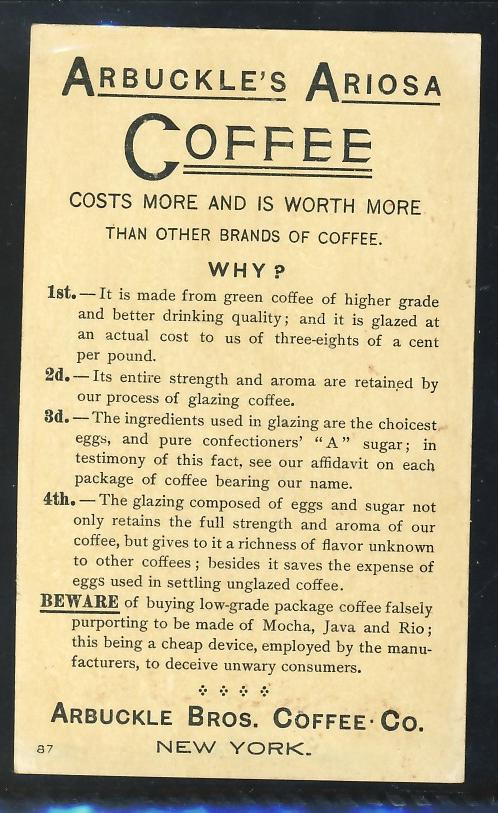 ARBUCKLE'S ARIOSA
COFFEE
COSTS MORE AND IS WORTH MORE
THAN OTHER BRANDS OF COFFEE.
WHY?
1st.—It is made from green coffee of higher grade
and better drinking quality; and it is glazed at
an actual cost to us of three-eights of a cent
per pound.
2d.—Its entire strength and aroma are retained by
our process of glazing coffee.
3d.—The ingredients used in glazing are the choicest
eggs, and pure confectioners' "A" sugar; in
testimony of this fact, see our affidavit on each
package of coffee bearing our name.
4th.—The glazing composed of eggs and sugar not
only retains the full strength and aroma of our
coffee, but gives to it a richness of flavor unknown
to other coffees; besides it saves the expense of
eggs used in settling unglazed coffee.
BEWARE of buying low-grade package coffee falsely
purporting to be made of Mocha, Java and Rio;
this being a cheap device, employed by the manu-
facturers, to deceive unwary consumers.
ARBUCKLE BROS. COFFEE CO.
87 NEW YORK.